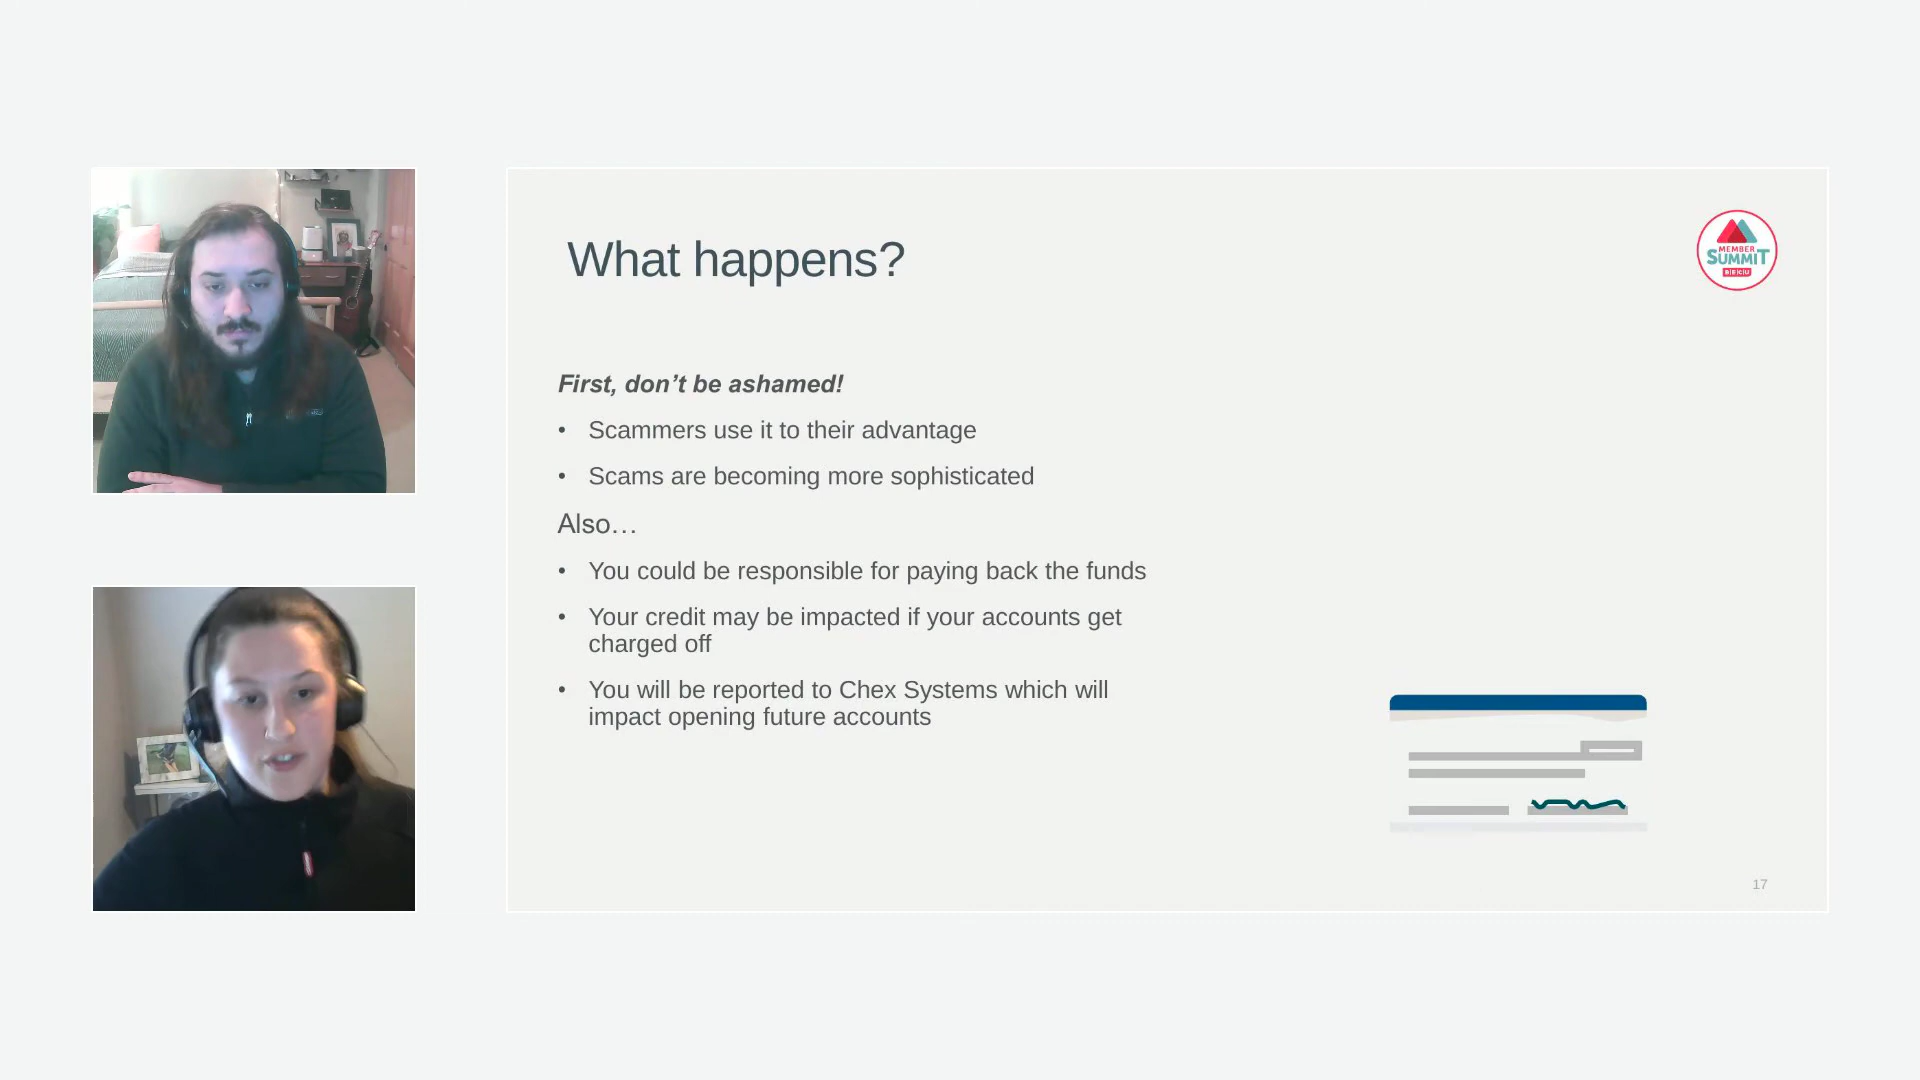 What happens?
MEMBER
SUMMIT
BECU
First, don’t be ashamed!
• Scammers use it to their advantage
• Scams are becoming more sophisticated
Also…
• You could be responsible for paying back the funds
• Your credit may be impacted if your accounts get
charged off
• You will be reported to Chex Systems which will
impact opening future accounts
17